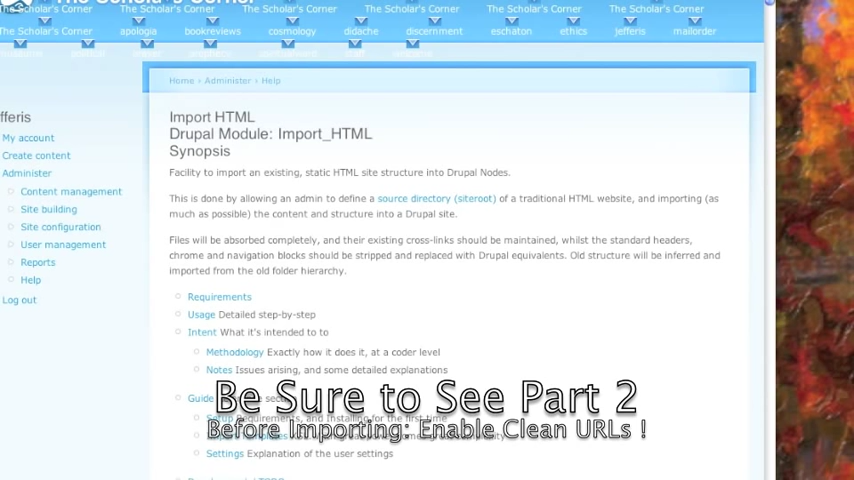 The Scholar's Corner
The Scholar's Corner The Scholar's Corner The Scholar's Corner The Scholar's Corner The Scholar's Corner
The Scholar's Corner apologia bookreviews cosmology didache discernment eschaton ethics jefferis mailorder
Home › Administer › Help
fferis
My account
Create content
Administer
Content management
Site building
Site configuration
User management
Reports
Help
Log out
Import HTML
Drupal Module: Import_HTML
Synopsis
Facility to import an existing, static HTML site structure into Drupal Nodes.
This is done by allowing an admin to define a source directory (siteroot) of a traditional HTML website, and importing (as
much as possible) the content and structure into a Drupal site.
Files will be absorbed completely, and their existing cross-links should be maintained, whilst the standard headers,
chrome and navigation blocks should be stripped and replaced with Drupal equivalents. Old structure will be inferred and
imported from the old folder hierarchy.
Requirements
Usage Detailed step-by-step
Intent What it's intended to to
Methodology Exactly how it does it, at a coder level
Notes Issues arising, and some detailed explanations
Guide
Be Sure to See Part 2
Setup Requirements, and Installing for the first time
Before Importing: Enable Clean URLs !
Settings Explanation of the user settings